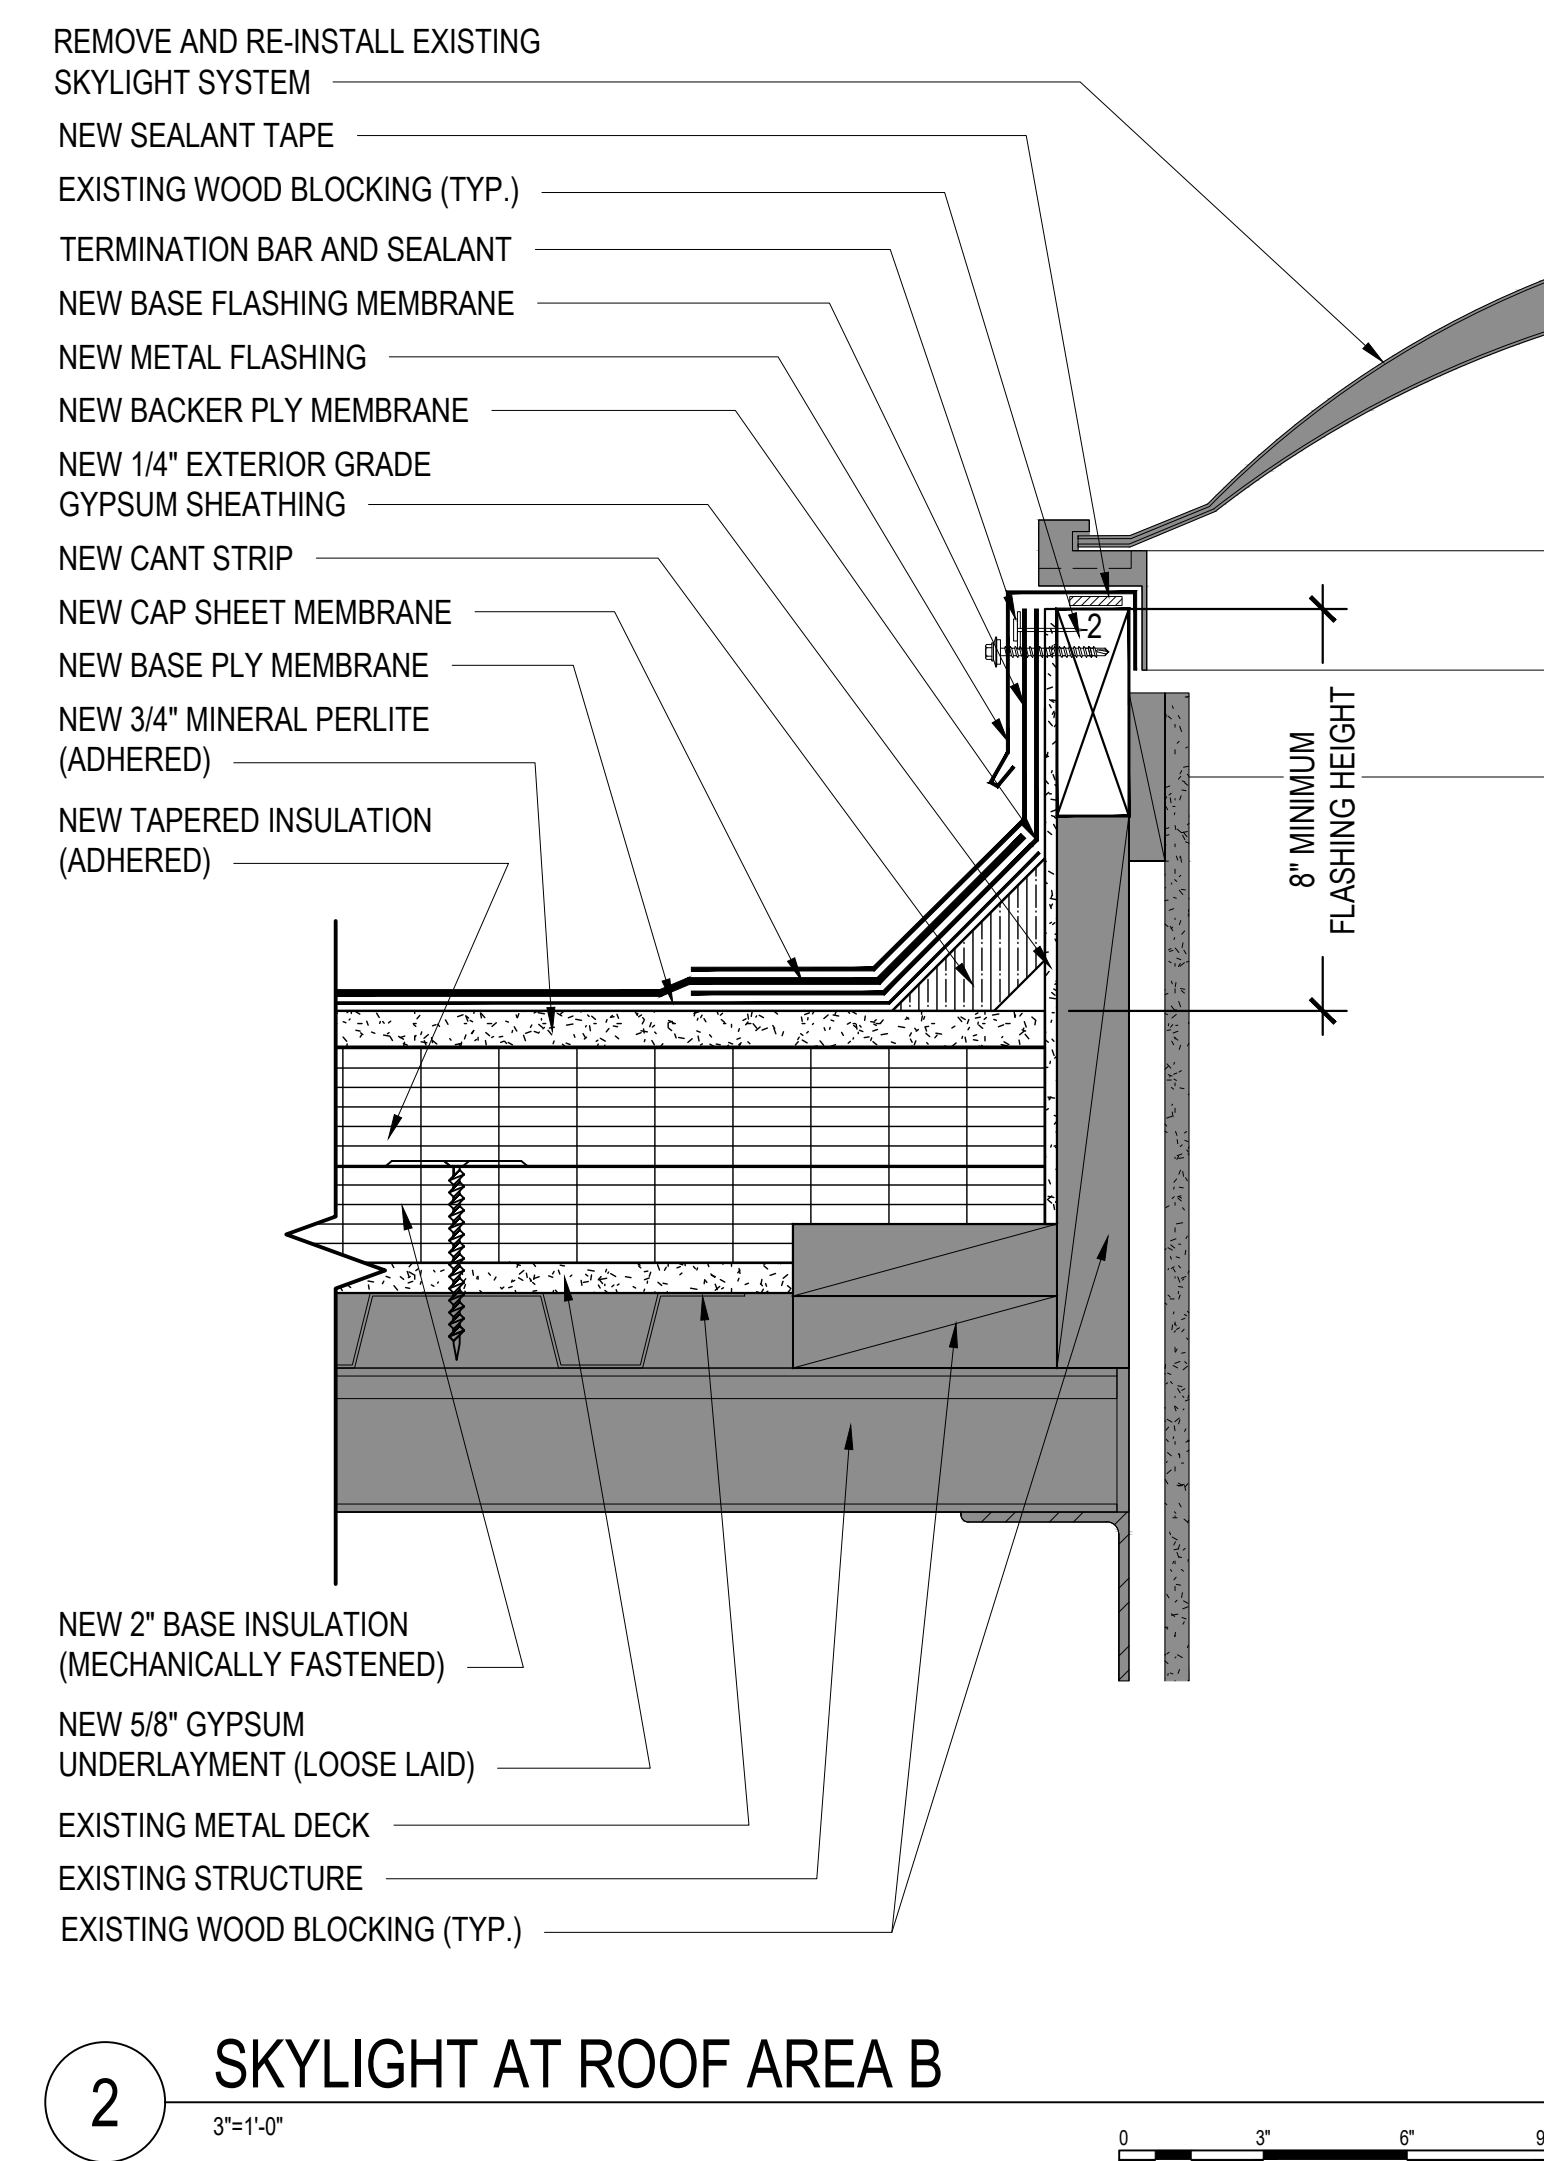 REMOVE AND RE-INSTALL EXISTING
SKYLIGHT SYSTEM
NEW SEALANT TAPE
EXISTING WOOD BLOCKING (TYP.)
TERMINATION BAR AND SEALANT
NEW BASE FLASHING MEMBRANE
NEW METAL FLASHING
NEW BACKER PLY MEMBRANE
NEW 1/4" EXTERIOR GRADE
GYPSUM SHEATHING
NEW CANT STRIP
NEW CAP SHEET MEMBRANE
NEW BASE PLY MEMBRANE
NEW 3/4" MINERAL PERLITE
(ADHERED)
NEW TAPERED INSULATION
(ADHERED)
2
8" MINIMUM
FLASHING HEIGHT
NEW 2" BASE INSULATION
(MECHANICALLY FASTENED)
NEW 5/8" GYPSUM
UNDERLAYMENT (LOOSE LAID)
EXISTING METAL DECK
EXISTING STRUCTURE
EXISTING WOOD BLOCKING (TYP.)
2
SKYLIGHT AT ROOF AREA B
3"=1'-0"
0 3" 6" 9